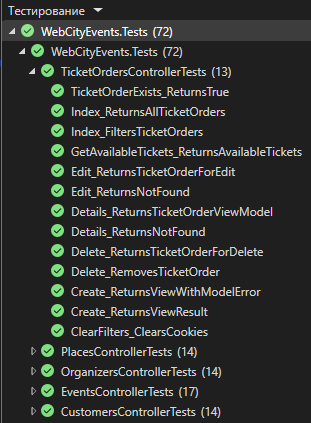 Тестирование
WebCityEvents.Tests (72)
WebCityEvents.Tests (72)
TicketOrdersControllerTests (13)
TicketOrderExists_ReturnsTrue
Index_ReturnsAllTicketOrders
Index_FiltersTicketOrders
GetAvailableTickets_ReturnsAvailableTickets
Edit_ReturnsTicketOrderForEdit
Edit_ReturnsNotFound
Details_ReturnsTicketOrderViewModel
Details_ReturnsNotFound
Delete_ReturnsTicketOrderForDelete
Delete_RemovesTicketOrder
Create_ReturnsViewWithModelError
Create_ReturnsViewResult
ClearFilters_ClearsCookies
PlacesControllerTests (14)
OrganizersControllerTests (14)
EventsControllerTests (17)
CustomersControllerTests (14)